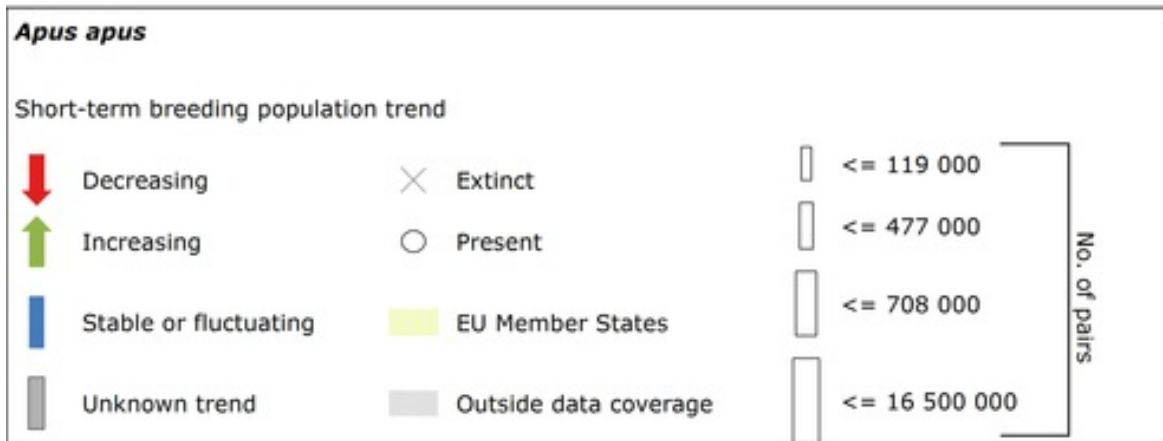 Apus apus
Short-term breeding population trend
Decreasing
Extinct
<= 119 000
Increasing
Present
<= 477 000
Stable or fluctuating
EU Member States
<= 708 000
Unknown trend
Outside data coverage
<= 16 500 000
No. of pairs